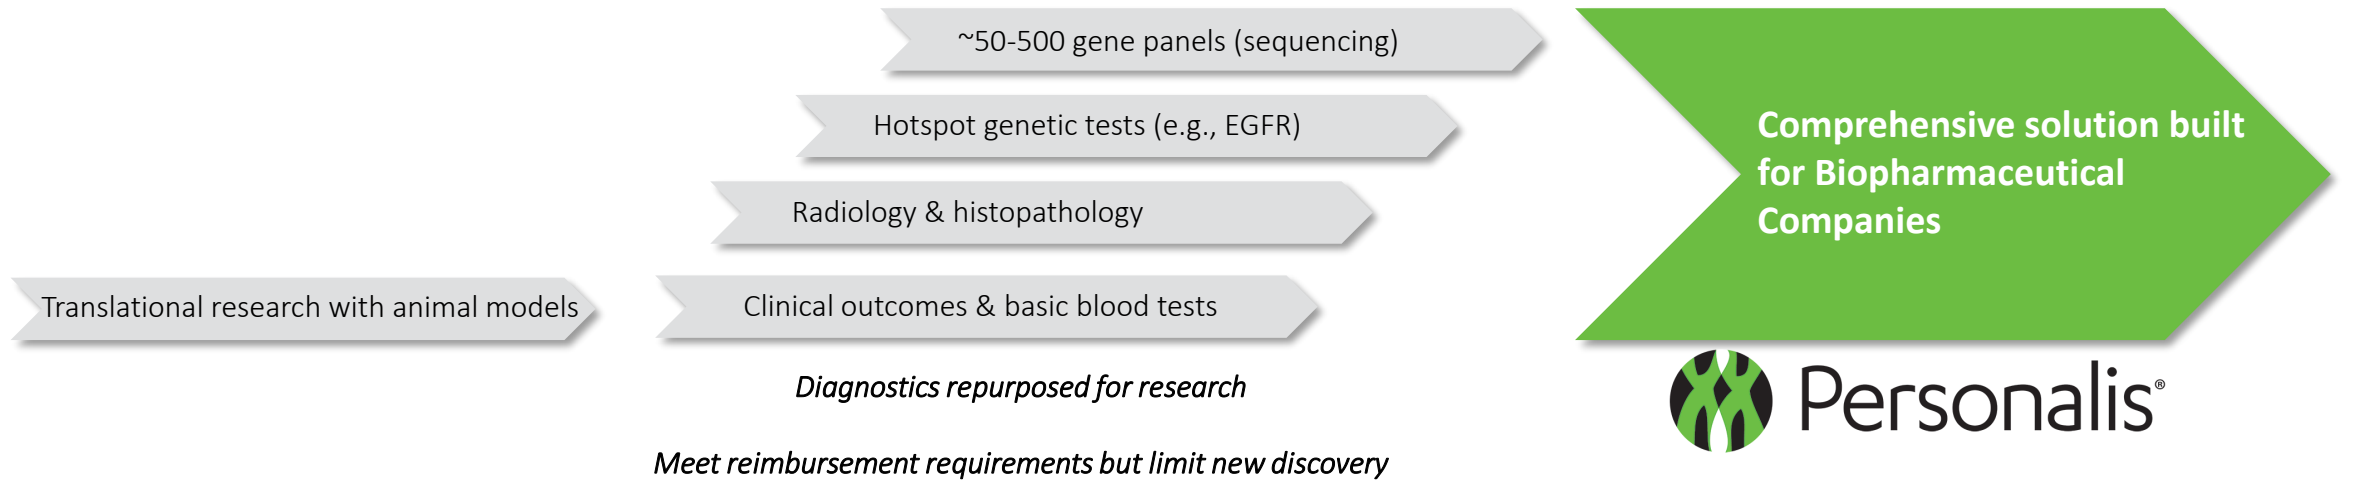 ~50-500 gene panels (sequencing)
Hotspot genetic tests (e.g., EGFR)
Radiology & histopathology
Translational research with animal models
Clinical outcomes & basic blood tests
Diagnostics repurposed for research
Meet reimbursement requirements but limit new discovery
Comprehensive solution built
for Biopharmaceutical
Companies
Personalis®